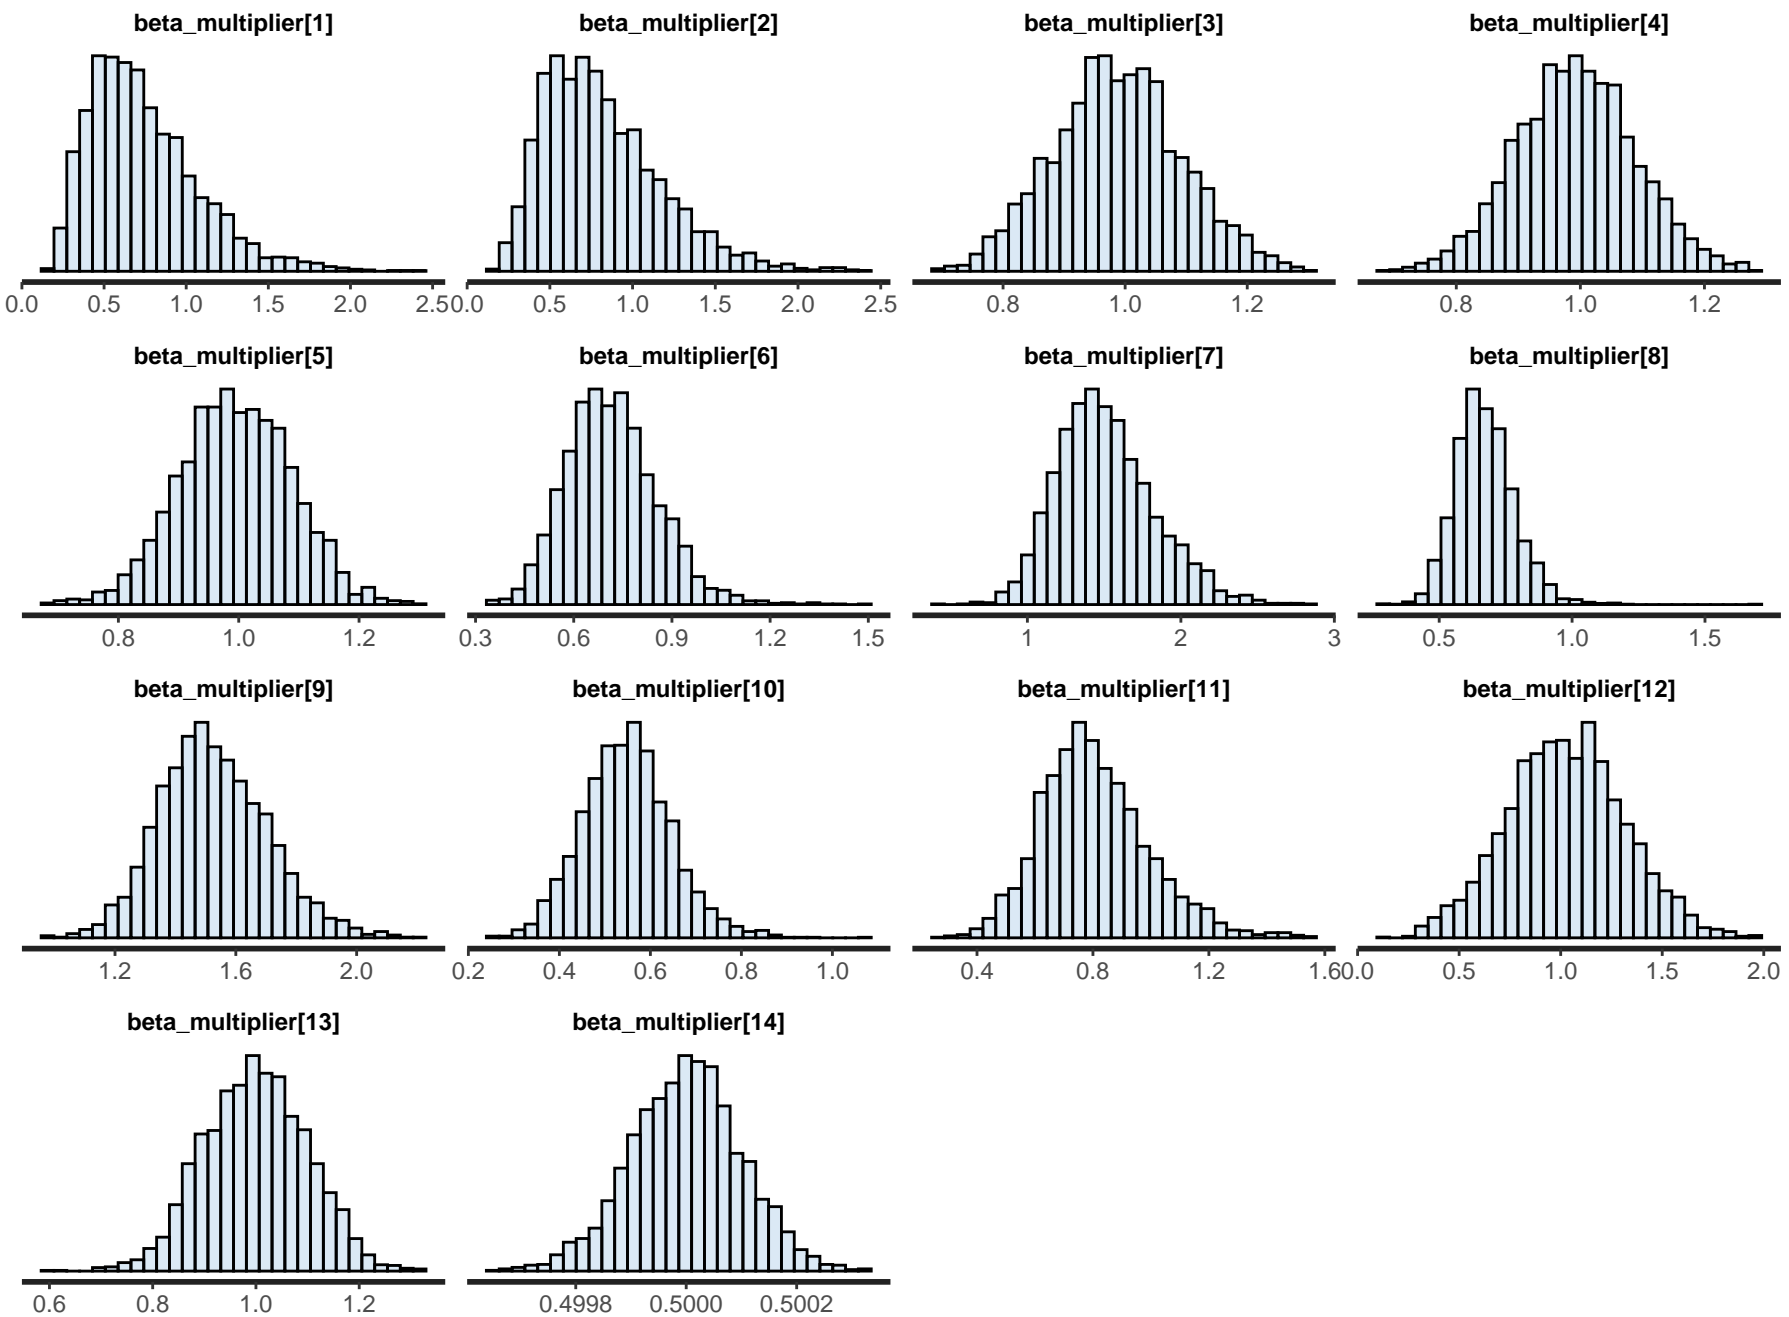 beta_multiplier[1] beta_multiplier[2] beta_multiplier[3] beta_multiplier[4]
0.0 0.5 1.0 1.5 2.0 2.5 0.0 0.5 1.0 1.5 2.0 2.5 0.8 1.0 1.2 0.8 1.0 1.2
beta_multiplier[5] beta_multiplier[6] beta_multiplier[7] beta_multiplier[8]
0.8 1.0 1.2 0.3 0.6 0.9 1.2 1.5 1 2 3 0.5 1.0 1.5
beta_multiplier[9] beta_multiplier[10] beta_multiplier[11] beta_multiplier[12]
1.2 1.6 2.0 0.2 0.4 0.6 0.8 1.0 0.4 0.8 1.2 1.6 0.0 0.5 1.0 1.5 2.0
beta_multiplier[13] beta_multiplier[14]
0.6 0.8 1.0 1.2 0.4998 0.5000 0.5002